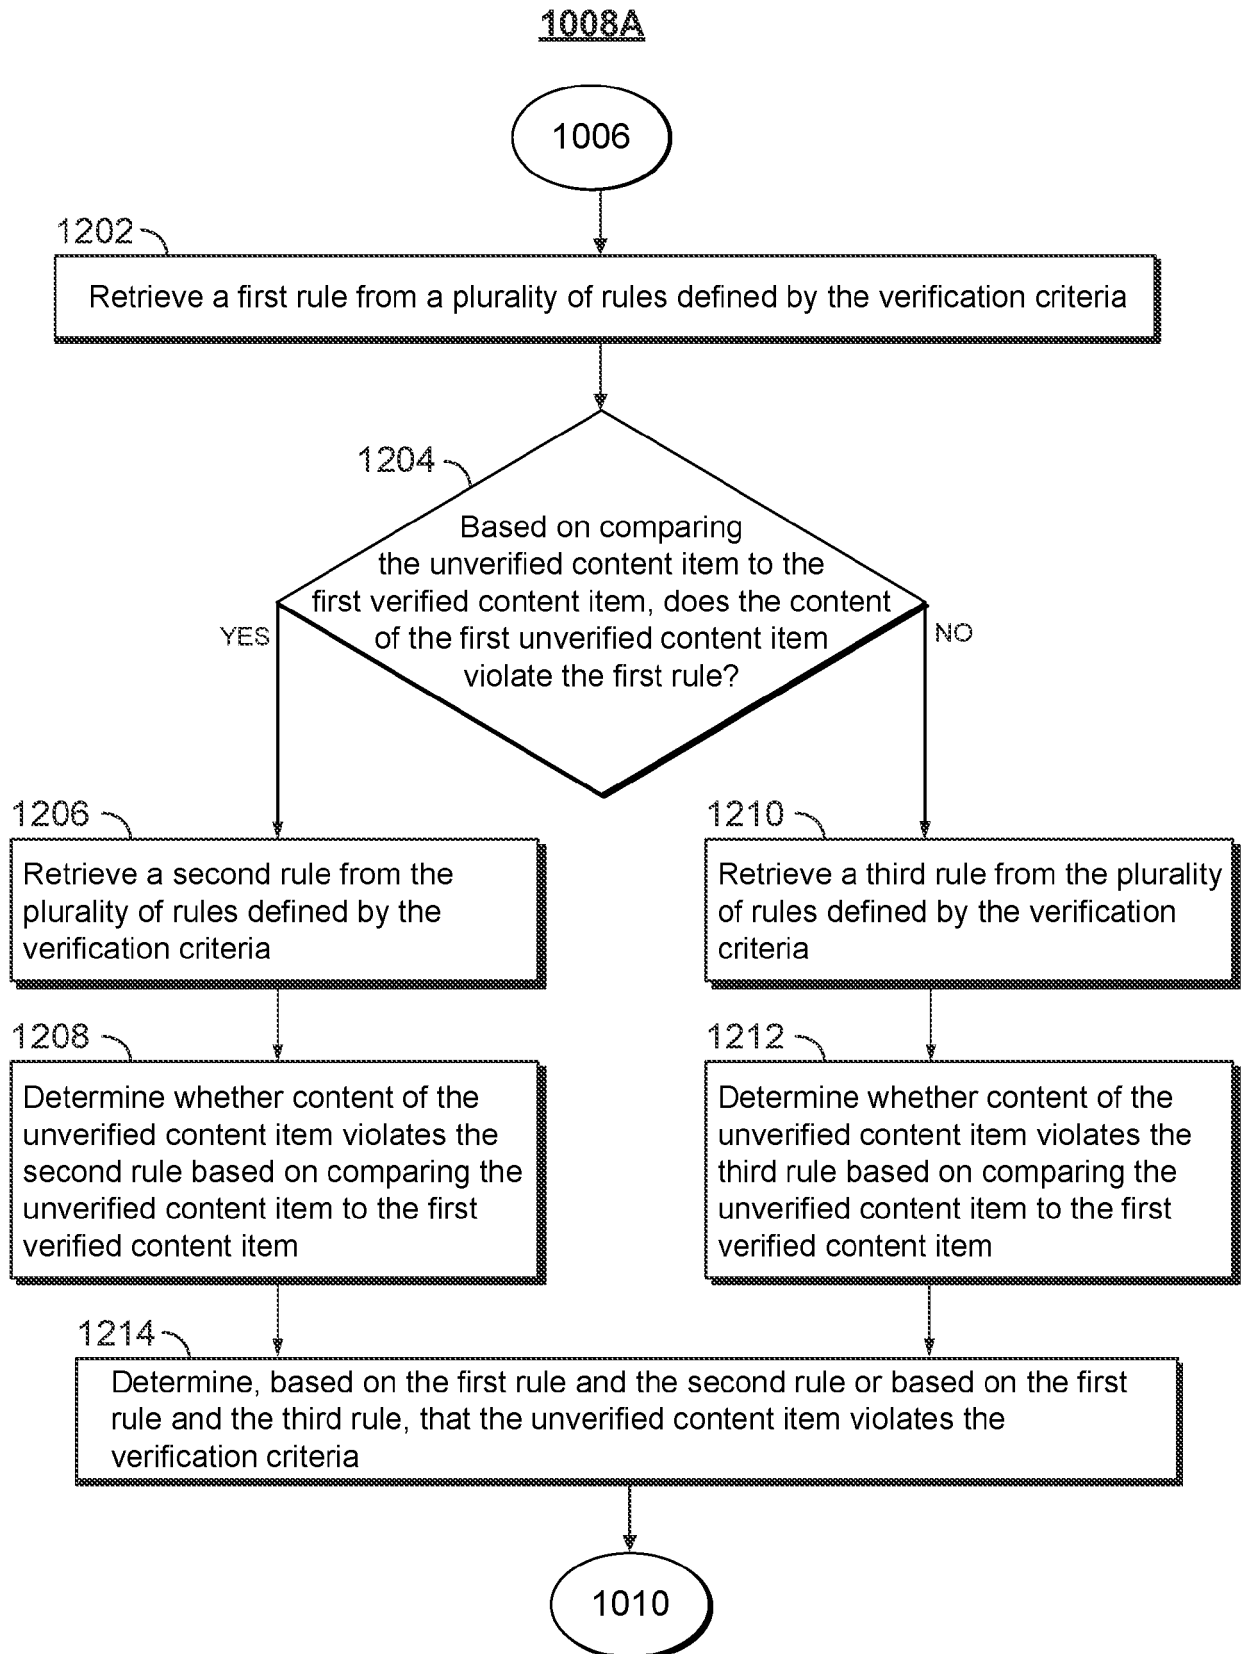 1008A
1006
1202
Retrieve a first rule from a plurality of rules defined by the verification criteria
1204
Based on comparing
the unverified content item to the
first verified content item, does the content
of the first unverified content item
violate the first rule?
YES
NO
1206
Retrieve a second rule from the
plurality of rules defined by the
verification criteria
1210
Retrieve a third rule from the plurality
of rules defined by the verification
criteria
1208
Determine whether content of the
unverified content item violates the
second rule based on comparing the
unverified content item to the first
verified content item
1212
Determine whether content of the
unverified content item violates the
third rule based on comparing the
unverified content item to the first
verified content item
1214
Determine, based on the first rule and the second rule or based on the first
rule and the third rule, that the unverified content item violates the
verification criteria
1010